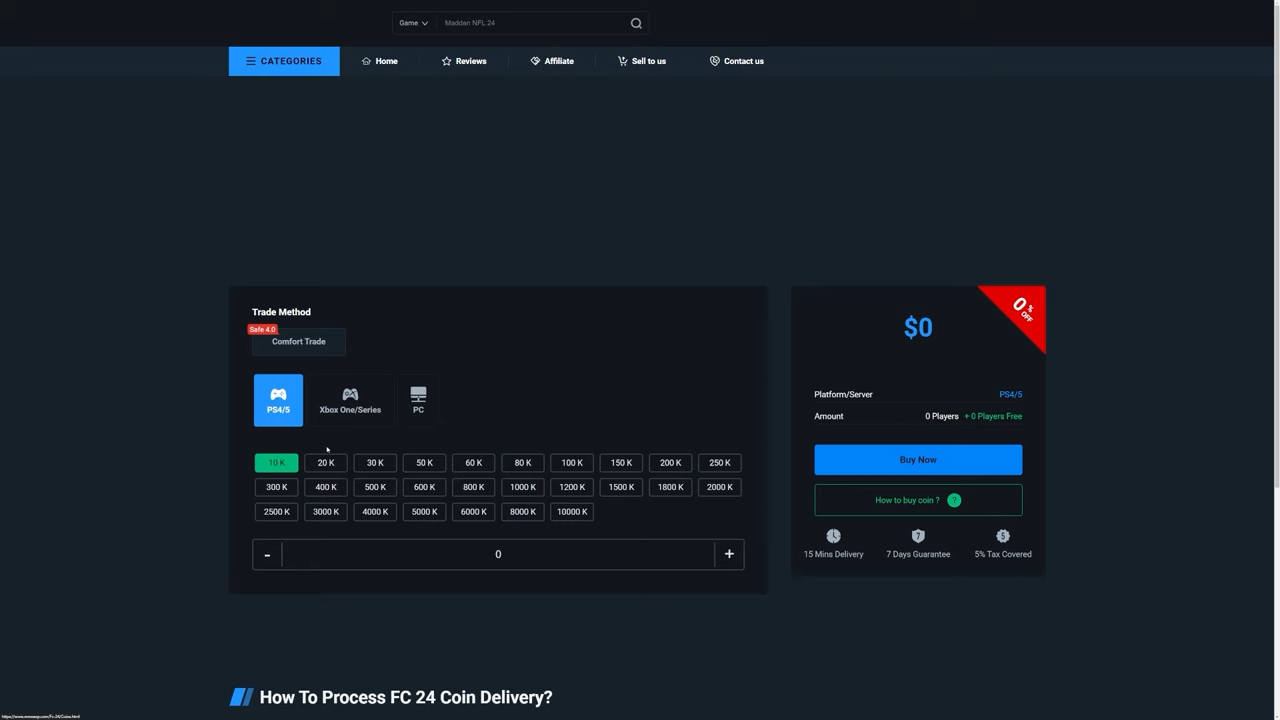 Game
Maddan NFL 24
CATEGORIES
Home
Reviews
Affiliate
Sell to us
Contact us
Trade Method
Safe 4.0
Comfort Trade
PS4/5
Xbox One/Series
PC
10 K 20 K 30 K 50 K 60 K 80 K 100 K 150 K 200 K 250 K
300 K 400 K 500 K 600 K 800 K 1000 K 1200 K 1500 K 1800 K 2000 K
2500 K 3000 K 4000 K 5000 K 6000 K 8000 K 10000 K
- 0 +
0 % OFF
$0
Platform/Server PS4/5
Amount 0 Players + 0 Players Free
Buy Now
How to buy coin ? ?
7 5
15 Mins Delivery 7 Days Guarantee 5% Tax Covered
How To Process FC 24 Coin Delivery?